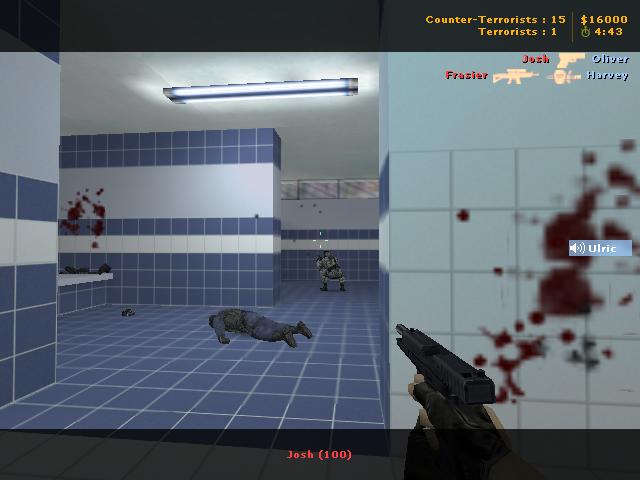 Counter-Terrorists : 15 $16000
Terrorists : 1 4:43
Josh Oliver
Frasier Harvey
Ulric
Josh (100)